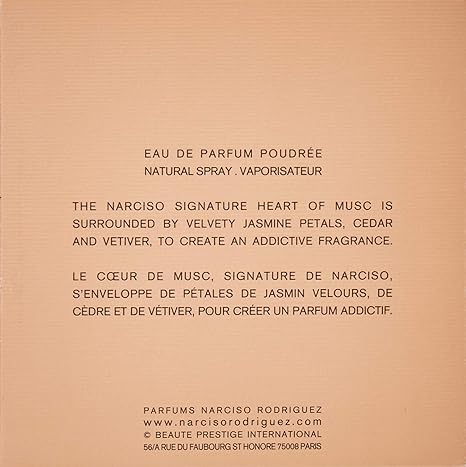 EAU DE PARFUM POUDRÉE
NATURAL SPRAY . VAPORISATEUR
THE NARCISO SIGNATURE HEART OF MUSC IS
SURROUNDED BY VELVETY JASMINE PETALS, CEDAR
AND VETIVER, TO CREATE AN ADDICTIVE FRAGRANCE.
LE CŒUR DE MUSC, SIGNATURE DE NARCISO,
S'ENVELOPPE DE PÉTALES DE JASMIN VELOURS, DE
CÈDRE ET DE VÉTIVER, POUR CRÉER UN PARFUM ADDICTIF.
PARFUMS NARCISO RODRIGUEZ
www.narcisorodriguez.com
© BEAUTE PRESTIGE INTERNATIONAL
56/A RUE DU FAUBOURG ST HONORE 75008 PARIS